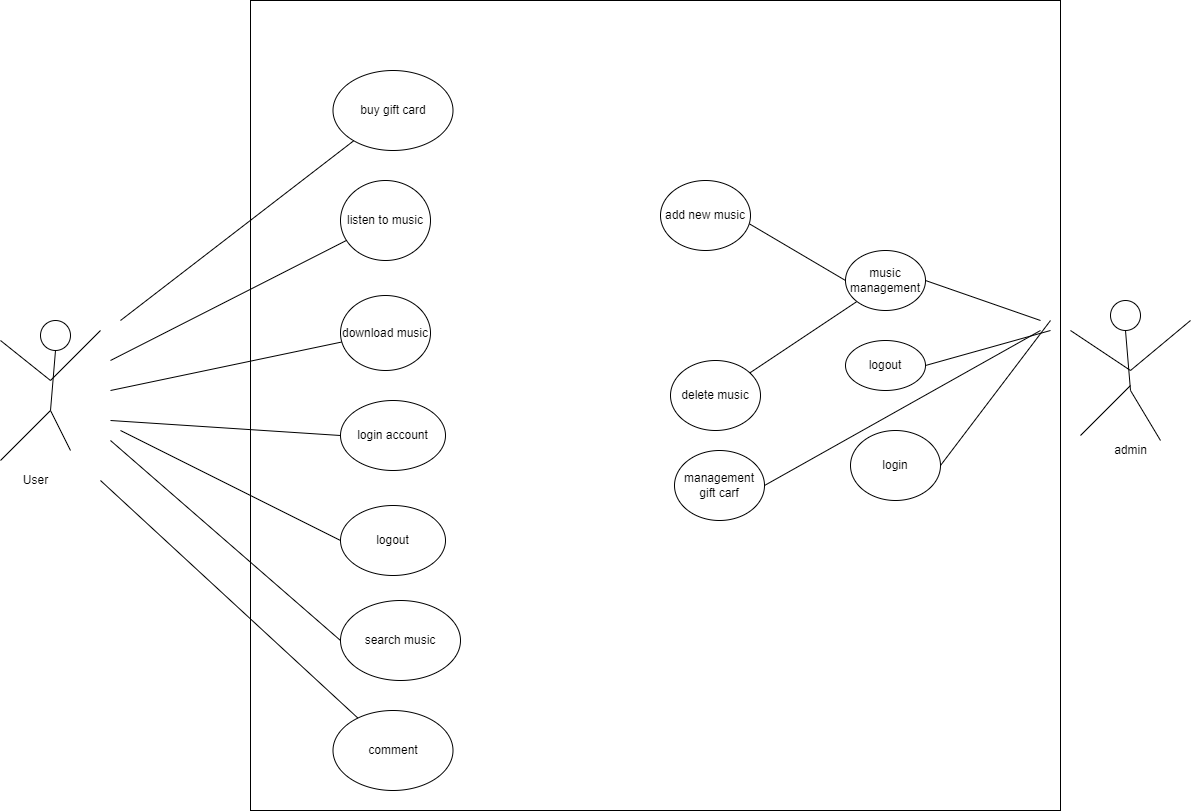 buy gift card
listen to music
download music
login account
logout
search music
comment
User
add new music
music
management
logout
delete music
login
management
gift carf
admin